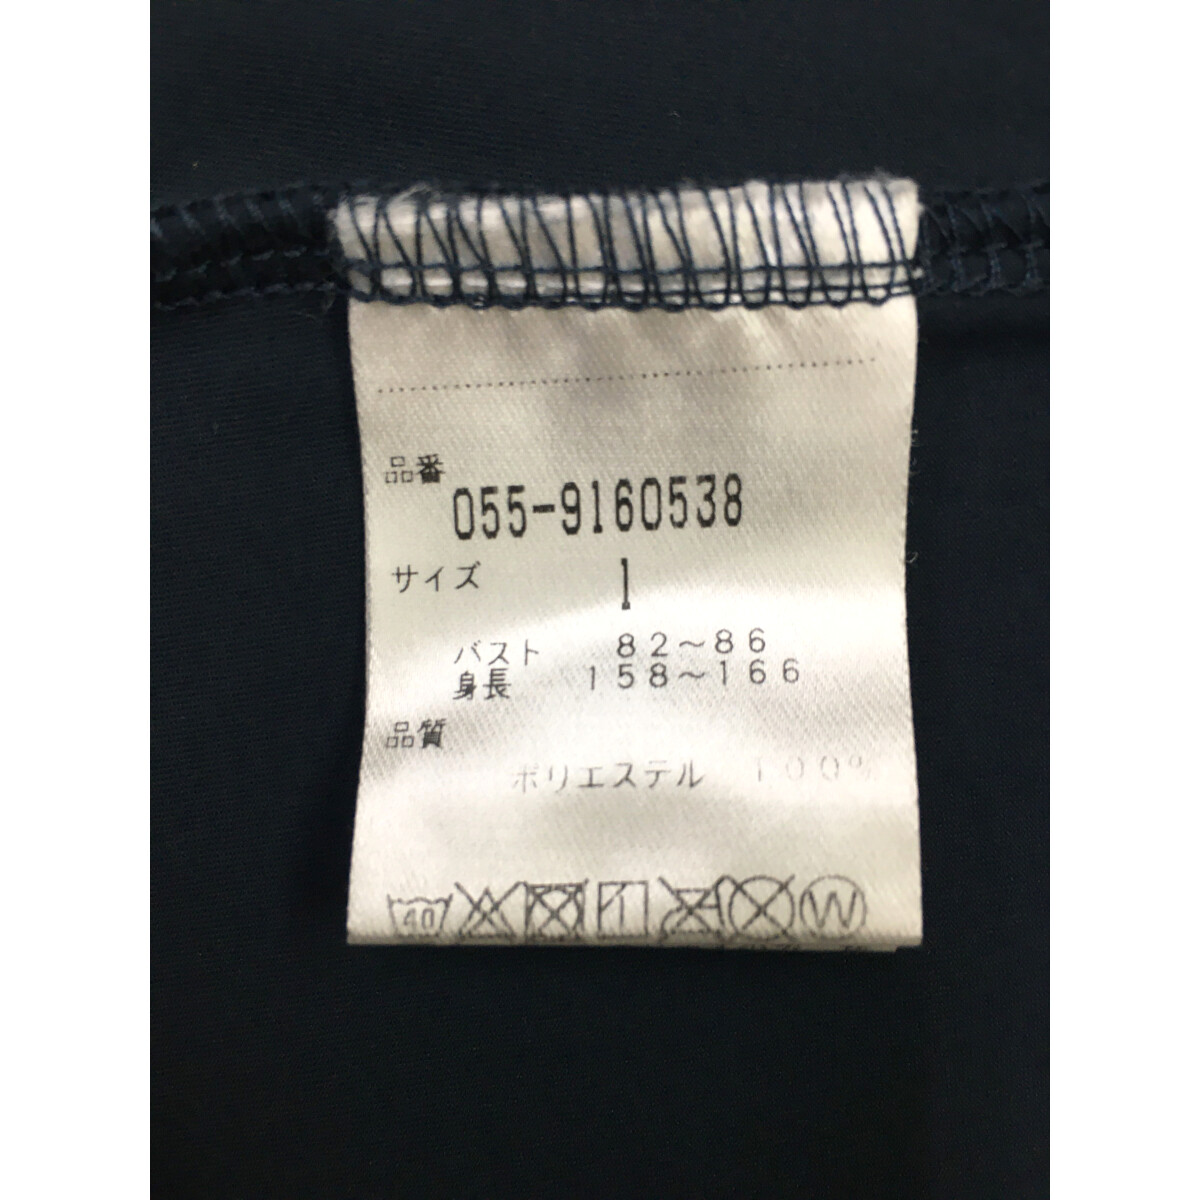 品番
055-9160538
サイズ 1
バスト 82～86
身長 158～166
品質
ポリエステル 100%
40
W